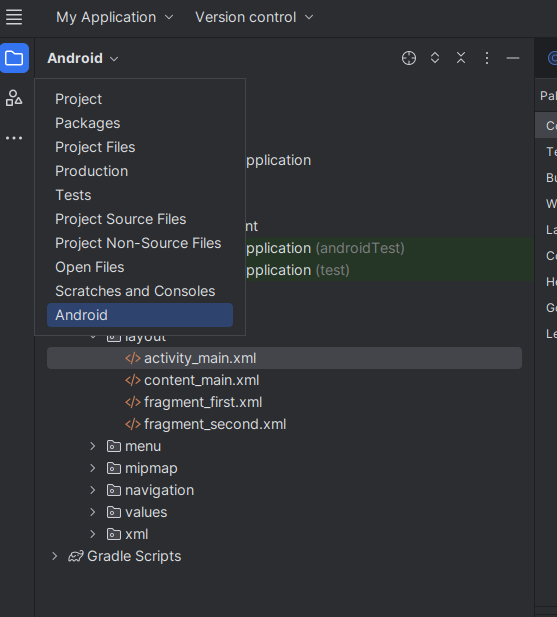 My Application Version control
Android
Project
Packages
Project Files
Production
Tests
Project Source Files
Project Non-Source Files
Open Files
Scratches and Consoles
Android
pplication
nt
pplication (androidTest)
pplication (test)
layout
activity_main.xml
content_main.xml
fragment_first.xml
fragment_second.xml
menu
mipmap
navigation
values
xml
Gradle Scripts
Pal
Co
Te
Bu
W
La
Co
He
Go
Le